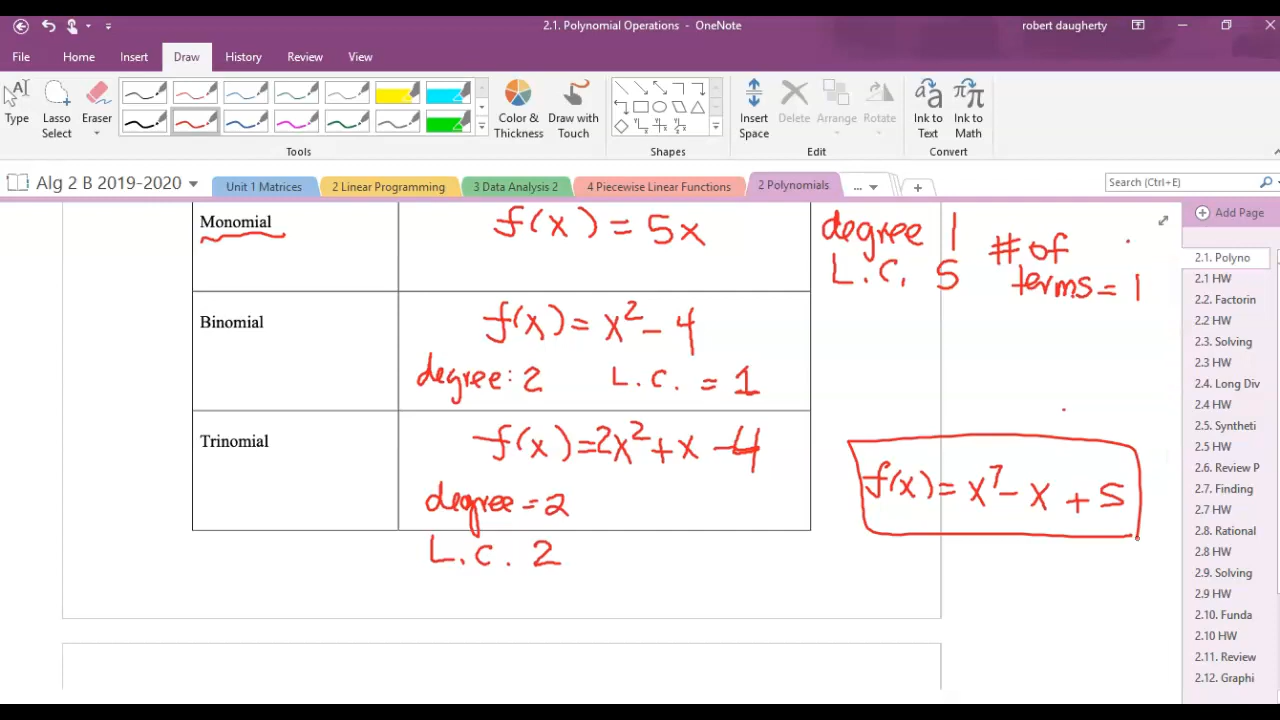 2.1. Polynomial Operations - OneNote
robert daugherty
File Home Insert Draw History Review View
Type
Lasso Select
Eraser
Color & Thickness
Draw with Touch
Insert Space
Delete
Arrange
Rotate
Ink to Text
Ink to Math
Tools
Shapes
Edit
Convert
Alg 2 B 2019-2020
Unit 1 Matrices
2 Linear Programming
3 Data Analysis 2
4 Piecewise Linear Functions
2 Polynomials
...
Search (Ctrl+E)
Add Page
Monomial
f(x) = 5x
degree 1
L.C. 5
# of
terms = 1
Binomial
f(x) = x² - 4
degree: 2 L.C. = 1
Trinomial
f(x) = 2x² + x - 4
degree = 2
L.C. 2
f(x) = x⁷ - x + 5
2.1. Polyno
2.1 HW
2.2. Factorin
2.2 HW
2.3. Solving
2.3 HW
2.4. Long Div
2.4 HW
2.5. Syntheti
2.5 HW
2.6. Review P
2.7. Finding
2.7 HW
2.8. Rational
2.8 HW
2.9. Solving
2.9 HW
2.10. Funda
2.10 HW
2.11. Review
2.12. Graphi